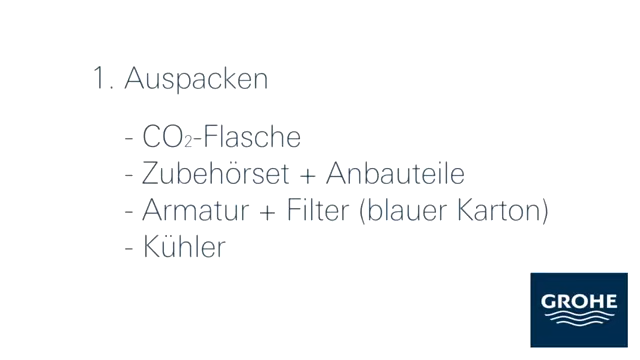 1. Auspacken
- CO₂-Flasche
- Zubehörset + Anbauteile
- Armatur + Filter (blauer Karton)
- Kühler
GROHE